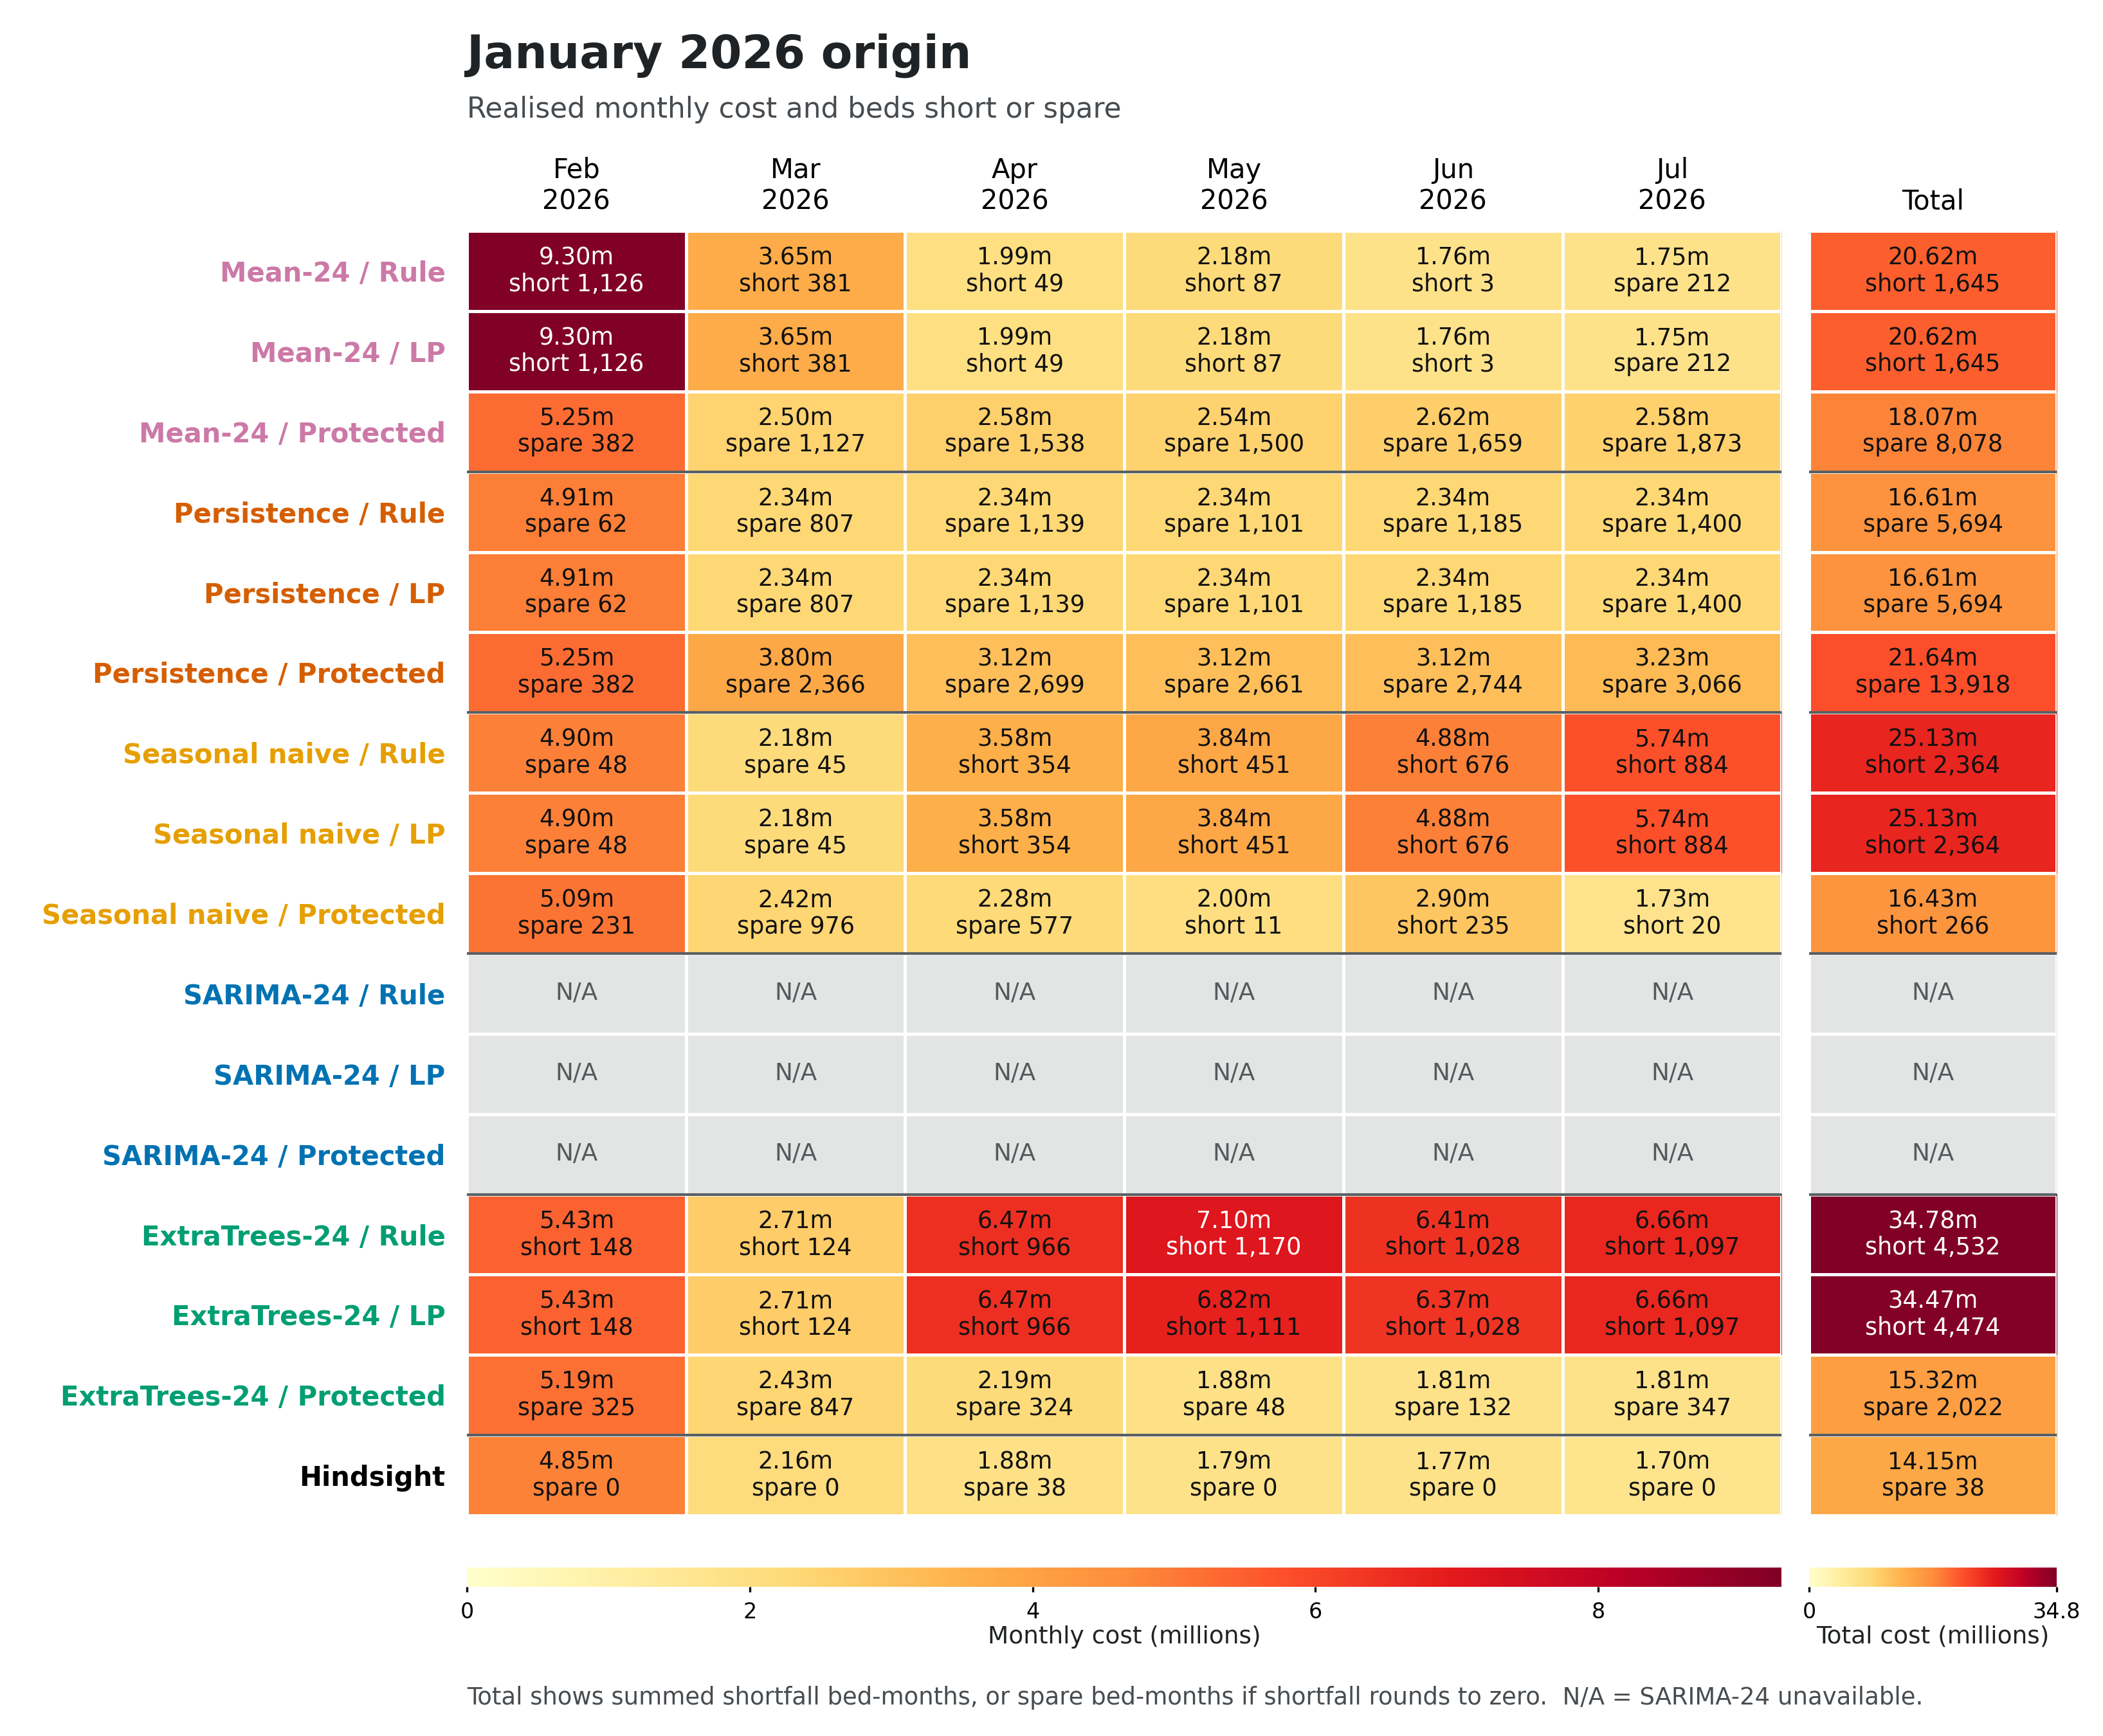 January 2026 origin
Realised monthly cost and beds short or spare
Feb 2026 Mar 2026 Apr 2026 May 2026 Jun 2026 Jul 2026 Total
Mean-24 / Rule 9.30m 3.65m 1.99m 2.18m 1.76m 1.75m 20.62m
short 1,126 short 381 short 49 short 87 short 3 spare 212 short 1,645
Mean-24 / LP 9.30m 3.65m 1.99m 2.18m 1.76m 1.75m 20.62m
short 1,126 short 381 short 49 short 87 short 3 spare 212 short 1,645
Mean-24 / Protected 5.25m 2.50m 2.58m 2.54m 2.62m 2.58m 18.07m
spare 382 spare 1,127 spare 1,538 spare 1,500 spare 1,659 spare 1,873 spare 8,078
Persistence / Rule 4.91m 2.34m 2.34m 2.34m 2.34m 2.34m 16.61m
spare 62 spare 807 spare 1,139 spare 1,101 spare 1,185 spare 1,400 spare 5,694
Persistence / LP 4.91m 2.34m 2.34m 2.34m 2.34m 2.34m 16.61m
spare 62 spare 807 spare 1,139 spare 1,101 spare 1,185 spare 1,400 spare 5,694
Persistence / Protected 5.25m 3.80m 3.12m 3.12m 3.12m 3.23m 21.64m
spare 382 spare 2,366 spare 2,699 spare 2,661 spare 2,744 spare 3,066 spare 13,918
Seasonal naive / Rule 4.90m 2.18m 3.58m 3.84m 4.88m 5.74m 25.13m
spare 48 spare 45 short 354 short 451 short 676 short 884 short 2,364
Seasonal naive / LP 4.90m 2.18m 3.58m 3.84m 4.88m 5.74m 25.13m
spare 48 spare 45 short 354 short 451 short 676 short 884 short 2,364
Seasonal naive / Protected 5.09m 2.42m 2.28m 2.00m 2.90m 1.73m 16.43m
spare 231 spare 976 spare 577 short 11 short 235 short 20 short 266
SARIMA-24 / Rule N/A N/A N/A N/A N/A N/A N/A
SARIMA-24 / LP N/A N/A N/A N/A N/A N/A N/A
SARIMA-24 / Protected N/A N/A N/A N/A N/A N/A N/A
ExtraTrees-24 / Rule 5.43m 2.71m 6.47m 7.10m 6.41m 6.66m 34.78m
short 148 short 124 short 966 short 1,170 short 1,028 short 1,097 short 4,532
ExtraTrees-24 / LP 5.43m 2.71m 6.47m 6.82m 6.37m 6.66m 34.47m
short 148 short 124 short 966 short 1,111 short 1,028 short 1,097 short 4,474
ExtraTrees-24 / Protected 5.19m 2.43m 2.19m 1.88m 1.81m 1.81m 15.32m
spare 325 spare 847 spare 324 spare 48 spare 132 spare 347 spare 2,022
Hindsight 4.85m 2.16m 1.88m 1.79m 1.77m 1.70m 14.15m
spare 0 spare 0 spare 38 spare 0 spare 0 spare 0 spare 38
0 2 4 6 8 0 34.8
Monthly cost (millions) Total cost (millions)
Total shows summed shortfall bed-months, or spare bed-months if shortfall rounds to zero. N/A = SARIMA-24 unavailable.